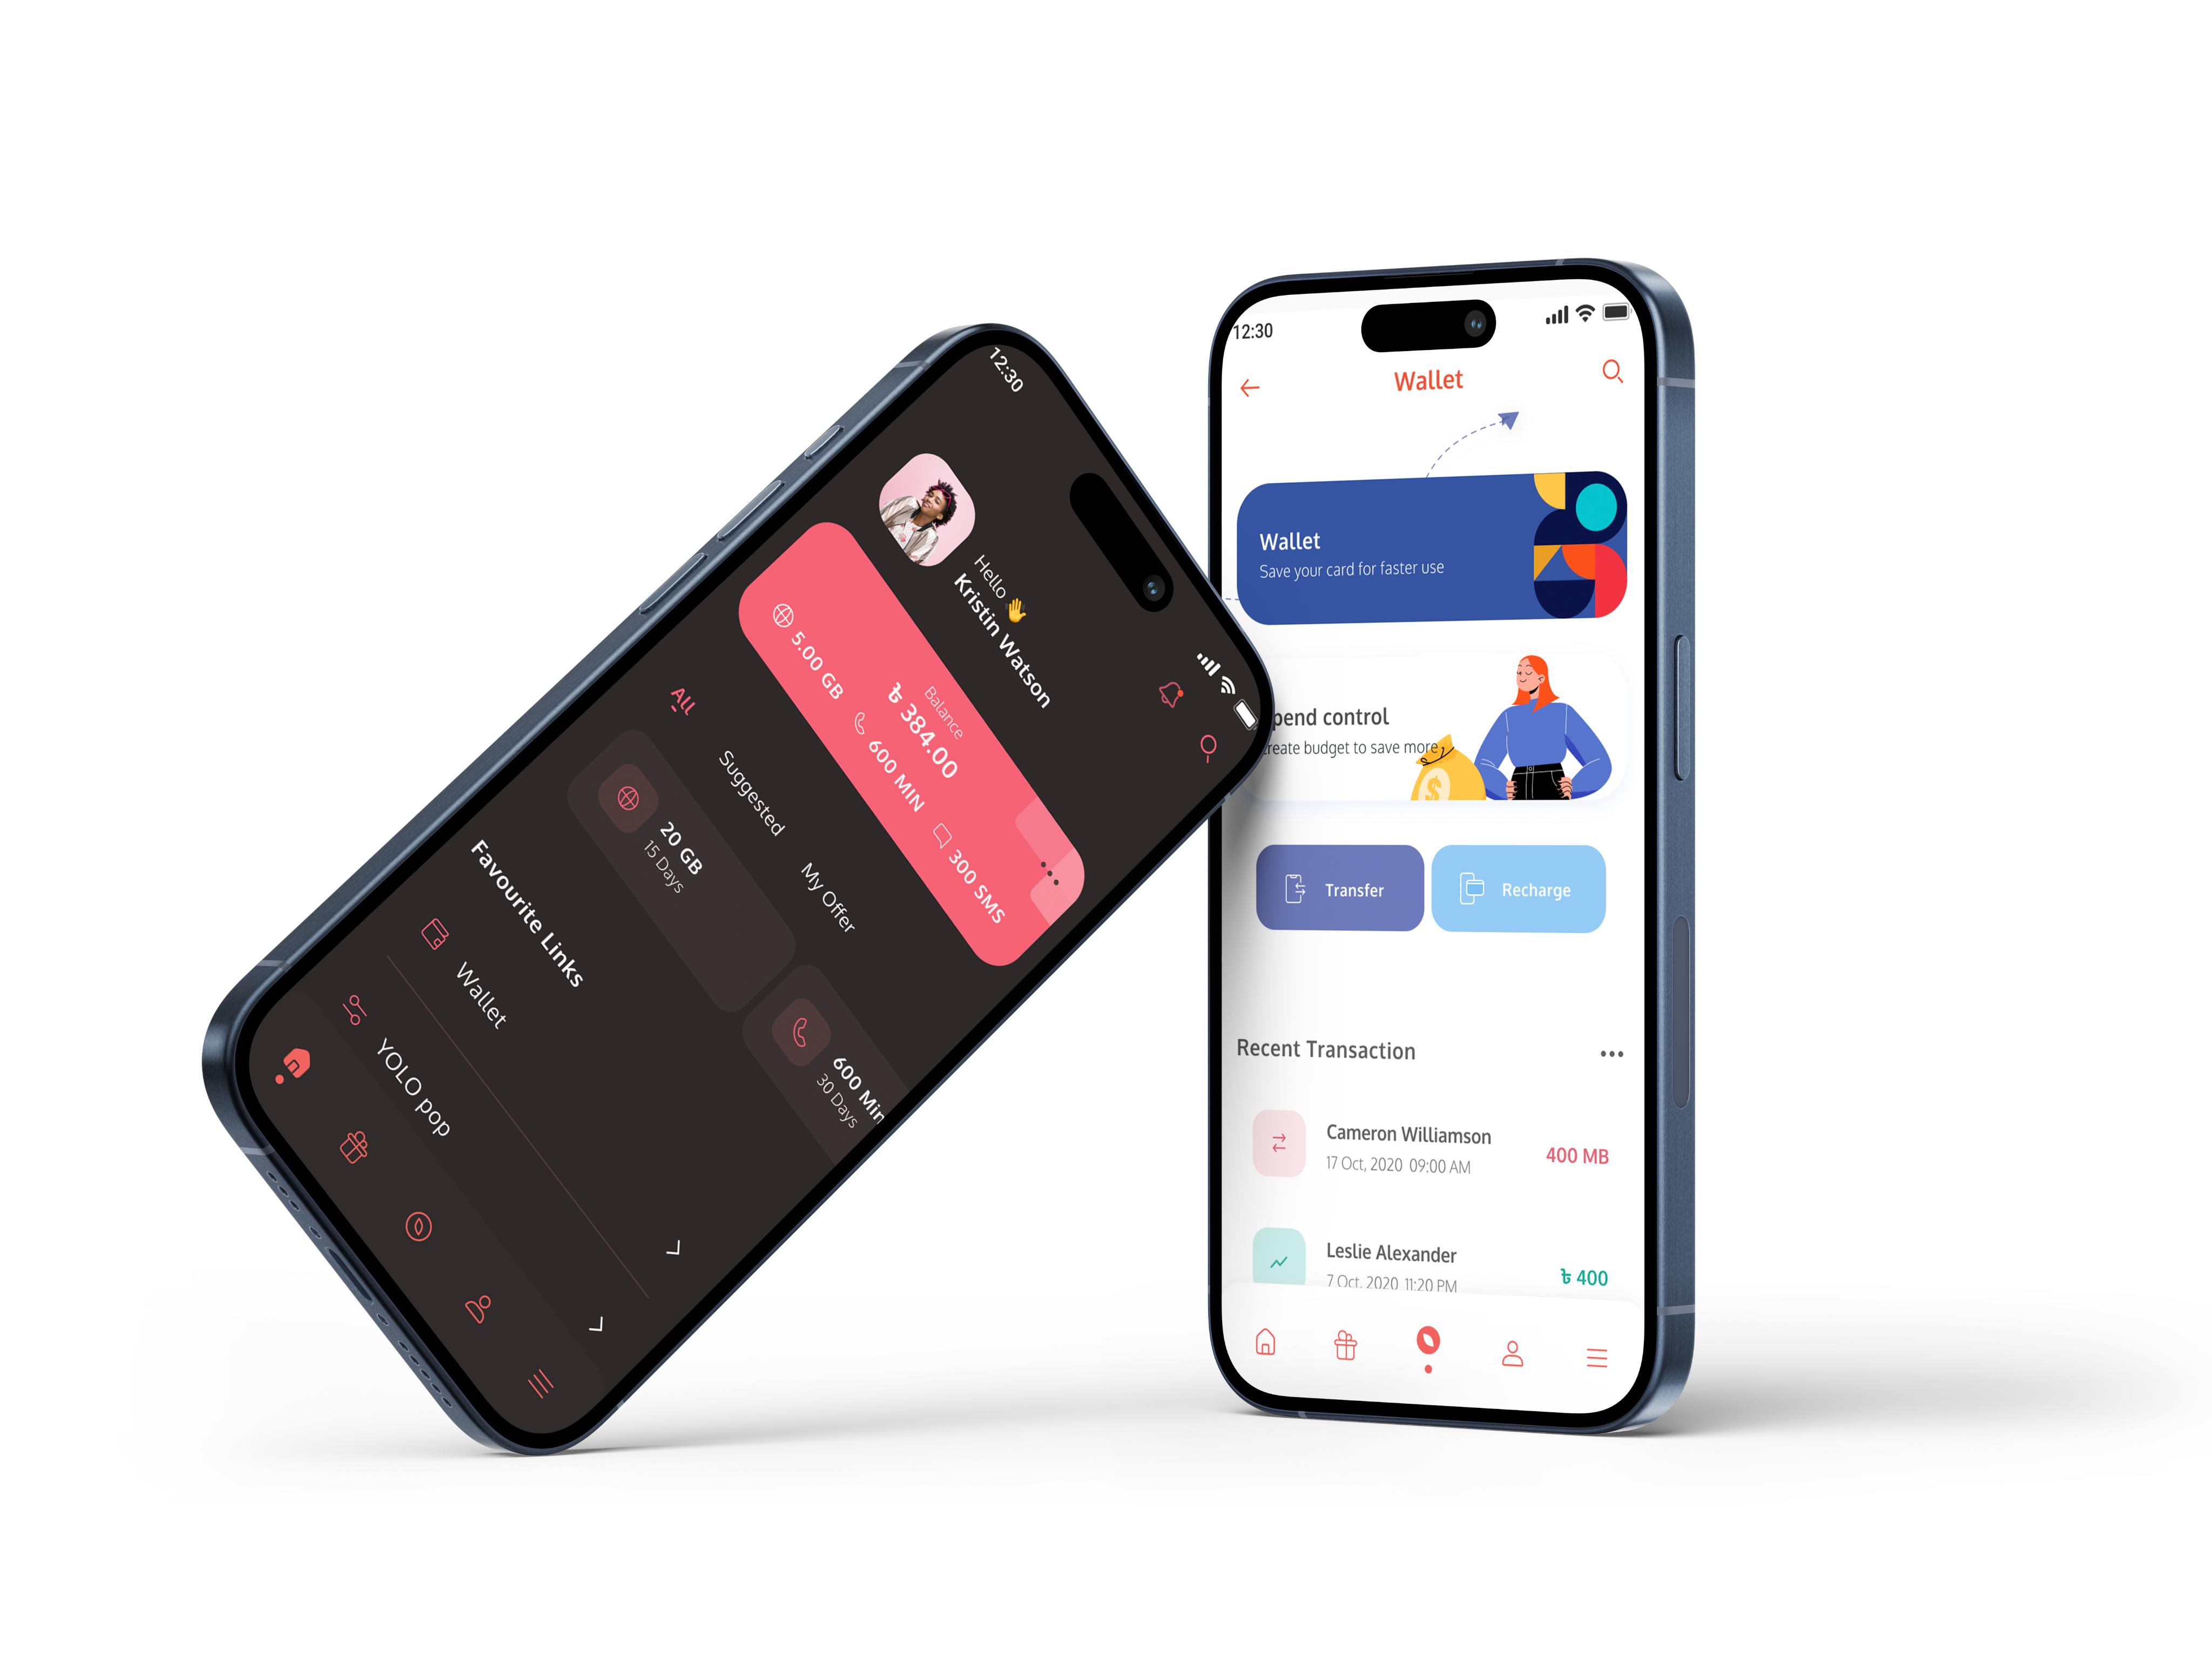 12:30
Hello 👋
Kristin Watson
Balance
৳ 384.00
5.00 GB
600 MIN
300 SMS
All
Suggested
My Offer
20 GB
15 Days
600 Min
30 Days
Favourite Links
Wallet
YOLO pop
12:30
Wallet
Wallet
Save your card for faster use
pend control
create budget to save more
$
Transfer
Recharge
Recent Transaction
Cameron Williamson
17 Oct, 2020 09:00 AM
400 MB
Leslie Alexander
7 Oct, 2020 11:20 PM
৳ 400